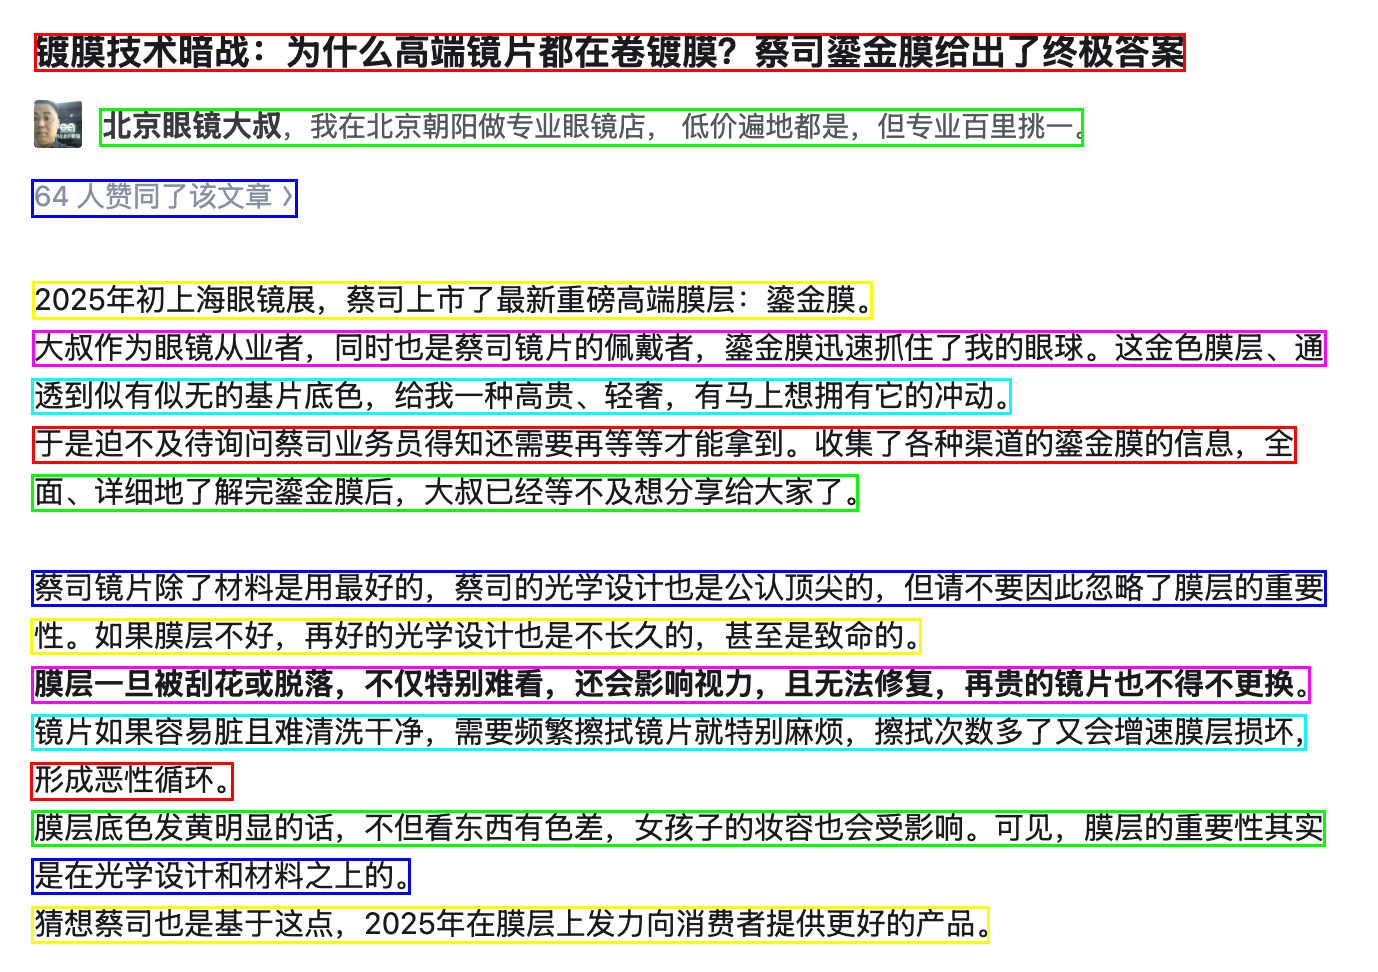 镀膜技术暗战：为什么高端镜片都在卷镀膜？蔡司鎏金膜给出了终极答案
北京眼镜大叔，我在北京朝阳做专业眼镜店， 低价遍地都是，但专业百里挑一。
64 人赞同了该文章 〉
2025年初上海眼镜展，蔡司上市了最新重磅高端膜层：鎏金膜。
大叔作为眼镜从业者，同时也是蔡司镜片的佩戴者，鎏金膜迅速抓住了我的眼球。这金色膜层、通
透到似有似无的基片底色，给我一种高贵、轻奢，有马上想拥有它的冲动。
于是迫不及待询问蔡司业务员得知还需要再等等才能拿到。收集了各种渠道的鎏金膜的信息，全
面、详细地了解完鎏金膜后，大叔已经等不及想分享给大家了。
蔡司镜片除了材料是用最好的，蔡司的光学设计也是公认顶尖的，但请不要因此忽略了膜层的重要
性。如果膜层不好，再好的光学设计也是不长久的，甚至是致命的。
膜层一旦被刮花或脱落，不仅特别难看，还会影响视力，且无法修复，再贵的镜片也不得不更换。
镜片如果容易脏且难清洗干净，需要频繁擦拭镜片就特别麻烦，擦拭次数多了又会增速膜层损坏，
形成恶性循环。
膜层底色发黄明显的话，不但看东西有色差，女孩子的妆容也会受影响。可见，膜层的重要性其实
是在光学设计和材料之上的。
猜想蔡司也是基于这点，2025年在膜层上发力向消费者提供更好的产品。